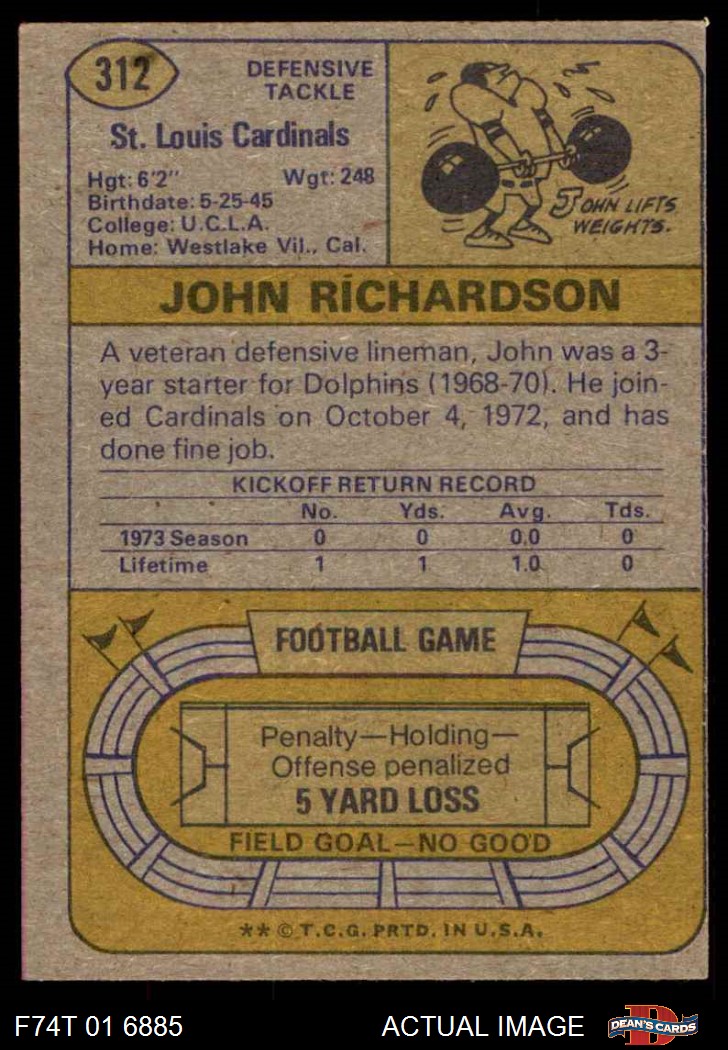 312
DEFENSIVE
TACKLE
St. Louis Cardinals
Hgt: 6'2" Wgt: 248
Birthdate: 5-25-45
College: U.C.L.A.
Home: Westlake Vil., Cal.
JOHN LIFTS
WEIGHTS.
JOHN RICHARDSON
A veteran defensive lineman, John was a 3-
year starter for Dolphins (1968-70). He join-
ed Cardinals on October 4, 1972, and has
done fine job.
KICKOFF RETURN RECORD
No. Yds. Avg. Tds.
1973 Season 0 0 0.0 0
Lifetime 1 1 1.0 0
FOOTBALL GAME
Penalty—Holding—
Offense penalized
5 YARD LOSS
FIELD GOAL—NO GOOD
** © T.C.G. PRTD. IN U.S.A.
F74T 01 6885 ACTUAL IMAGE
D
DEAN'S CARDS